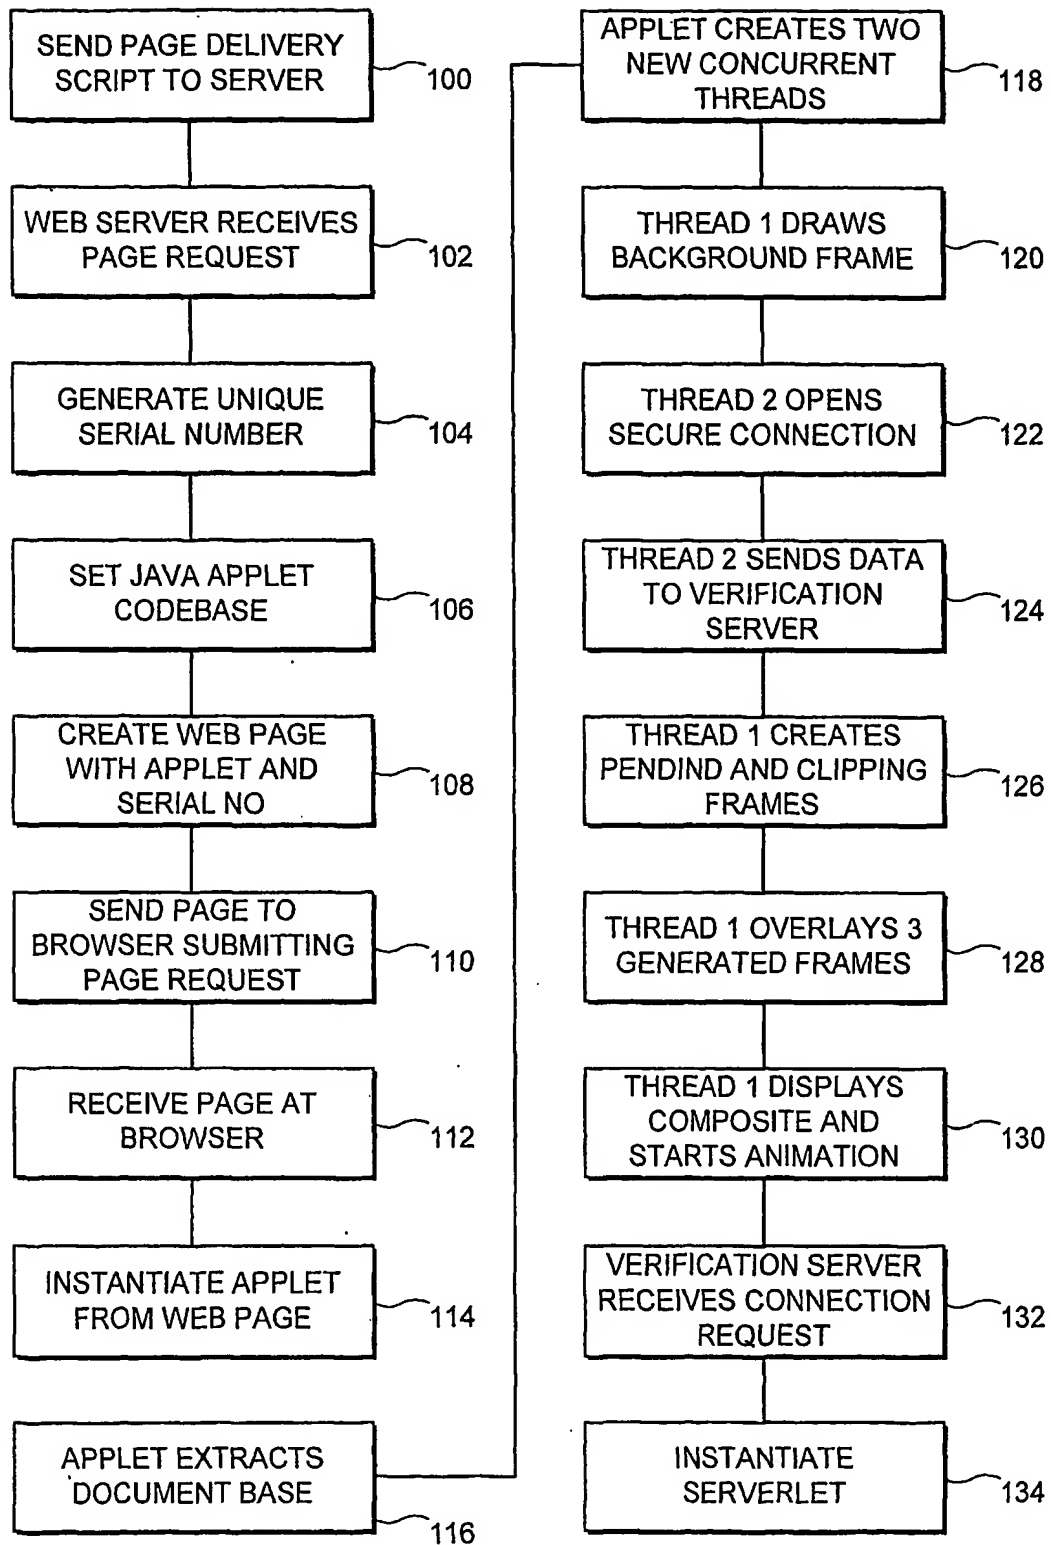 SEND PAGE DELIVERY
SCRIPT TO SERVER
100
WEB SERVER RECEIVES
PAGE REQUEST
102
GENERATE UNIQUE
SERIAL NUMBER
104
SET JAVA APPLET
CODEBASE
106
CREATE WEB PAGE
WITH APPLET AND
SERIAL NO
108
SEND PAGE TO
BROWSER SUBMITTING
PAGE REQUEST
110
RECEIVE PAGE AT
BROWSER
112
INSTANTIATE APPLET
FROM WEB PAGE
114
APPLET EXTRACTS
DOCUMENT BASE
116
APPLET CREATES TWO
NEW CONCURRENT
THREADS
118
THREAD 1 DRAWS
BACKGROUND FRAME
120
THREAD 2 OPENS
SECURE CONNECTION
122
THREAD 2 SENDS DATA
TO VERIFICATION
SERVER
124
THREAD 1 CREATES
PENDIND AND CLIPPING
FRAMES
126
THREAD 1 OVERLAYS 3
GENERATED FRAMES
128
THREAD 1 DISPLAYS
COMPOSITE AND
STARTS ANIMATION
130
VERIFICATION SERVER
RECEIVES CONNECTION
REQUEST
132
INSTANTIATE
SERVERLET
134